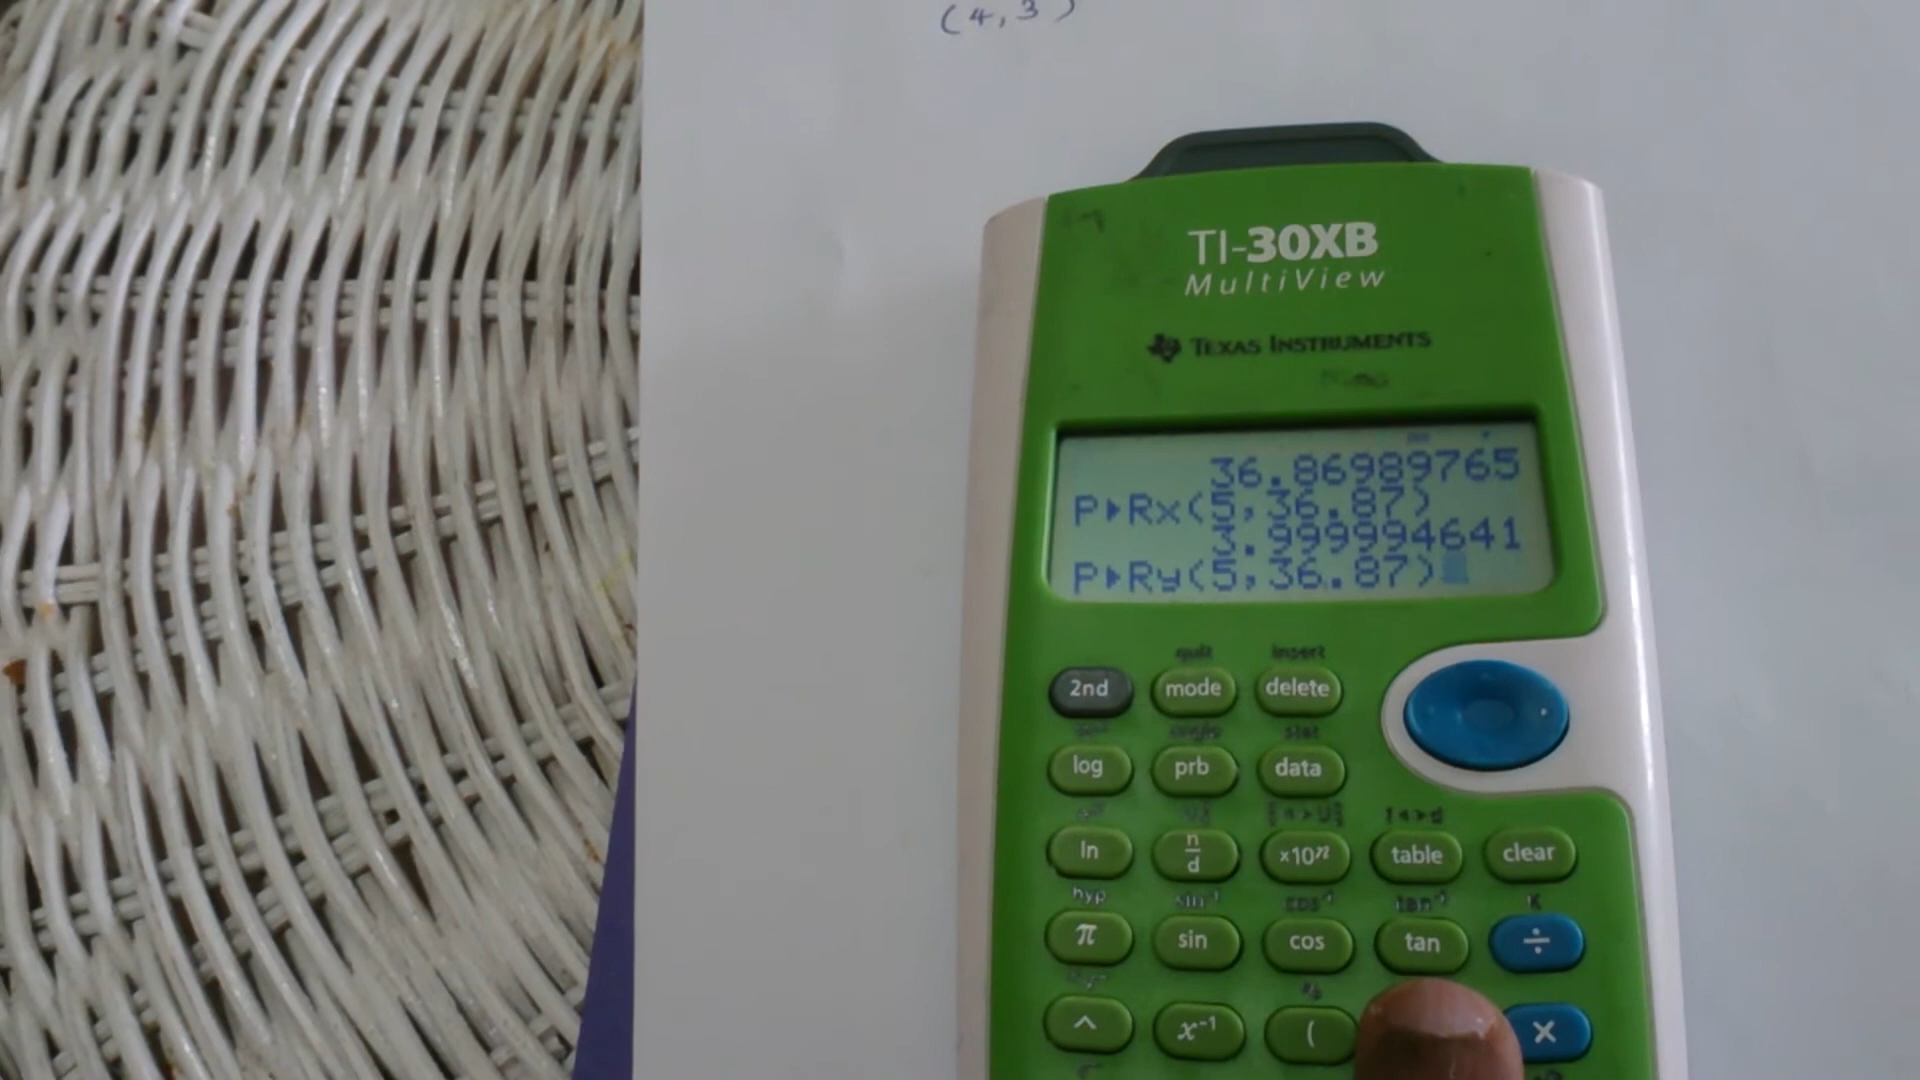 (4,3)
TI-30XB
MultiView
TEXAS INSTRUMENTS
36.86989765
P▶Rx(5,36.87)
3.999994641
P▶Ry(5,36.87)
quit insert
2nd mode delete
angle stat
log prb data
f◄►d
ln n/d ×10ⁿ table clear
hyp sin⁻¹ cos⁻¹ tan⁻¹ K
π sin cos tan ÷
%
^ x⁻¹ ( ×